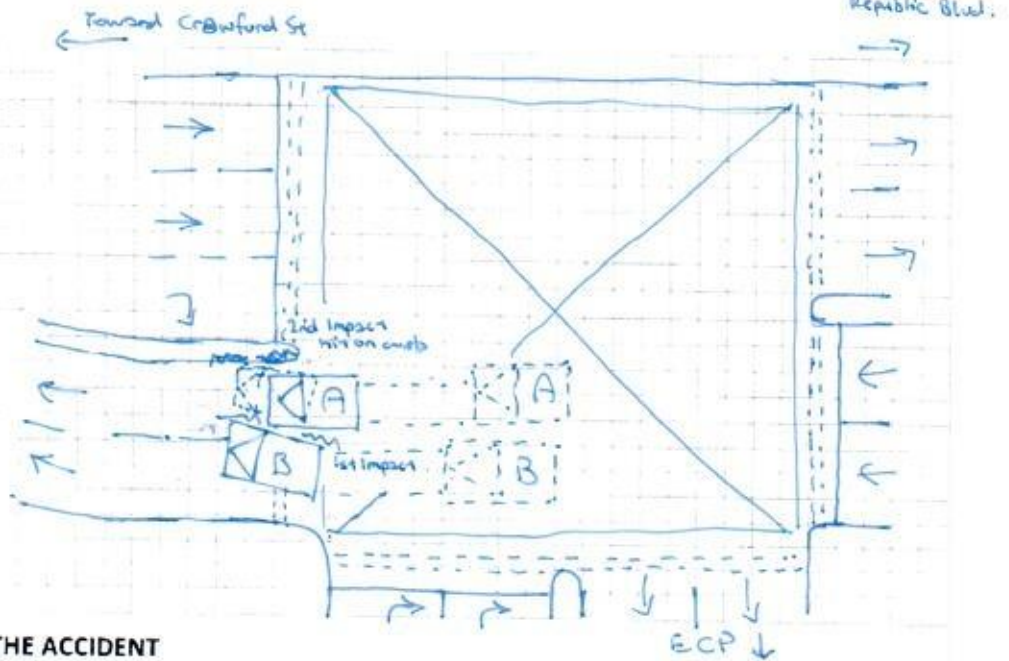 Toward Crawfurd St
Republic Blvd.
2nd Impact
hit on curb
A
A
B
1st Impact
B
ECP
THE ACCIDENT